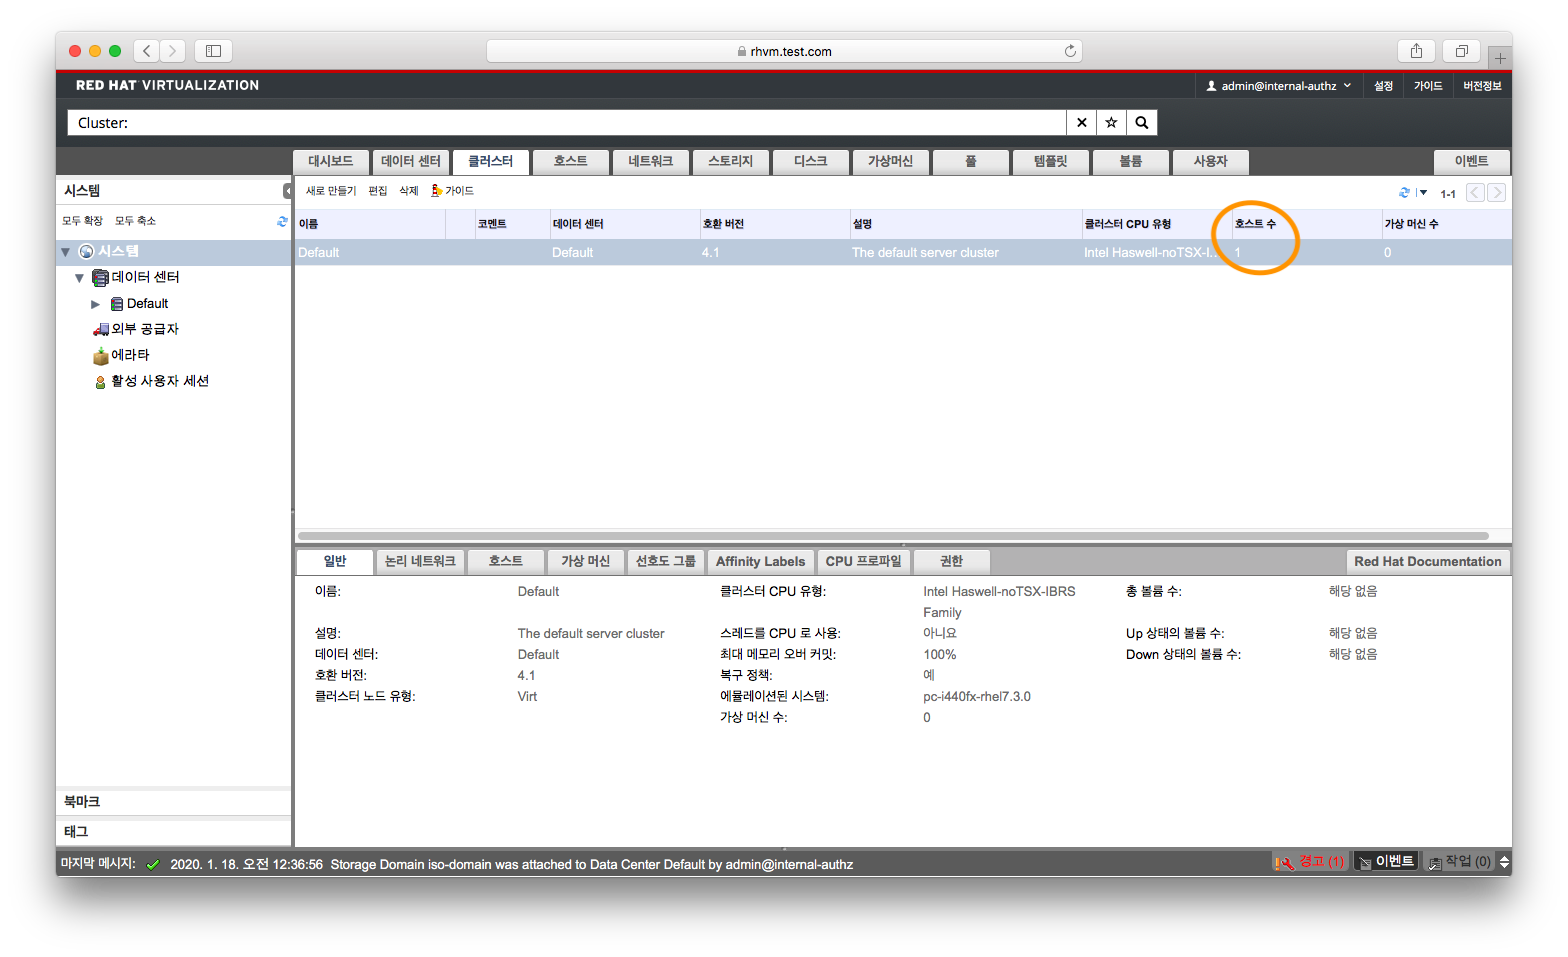 rhvm.test.com
RED HAT VIRTUALIZATION
admin@internal-authz 설정 가이드 버전정보
Cluster:
대시보드 데이터 센터 클러스터 호스트 네트워크 스토리지 디스크 가상머신 풀 템플릿 볼륨 사용자 이벤트
시스템
새로 만들기 편집 삭제 가이드
1-1
모두 확장 모두 축소
이름 코멘트 데이터 센터 호환 버전 설명 클러스터 CPU 유형 호스트 수 가상 머신 수
시스템
Default Default 4.1 The default server cluster Intel Haswell-noTSX-I... 1 0
데이터 센터
Default
외부 공급자
에라타
활성 사용자 세션
일반 논리 네트워크 호스트 가상 머신 선호도 그룹 Affinity Labels CPU 프로파일 권한 Red Hat Documentation
이름: Default 클러스터 CPU 유형: Intel Haswell-noTSX-IBRS 총 볼륨 수: 해당 없음
Family
설명: The default server cluster 스레드를 CPU 로 사용: 아니요 Up 상태의 볼륨 수: 해당 없음
데이터 센터: Default 최대 메모리 오버 커밋: 100% Down 상태의 볼륨 수: 해당 없음
호환 버전: 4.1 복구 정책: 예
클러스터 노드 유형: Virt 에뮬레이션된 시스템: pc-i440fx-rhel7.3.0
가상 머신 수: 0
북마크
태그
마지막 메시지: 2020. 1. 18. 오전 12:36:56 Storage Domain iso-domain was attached to Data Center Default by admin@internal-authz 경고 (1) 이벤트 작업 (0)